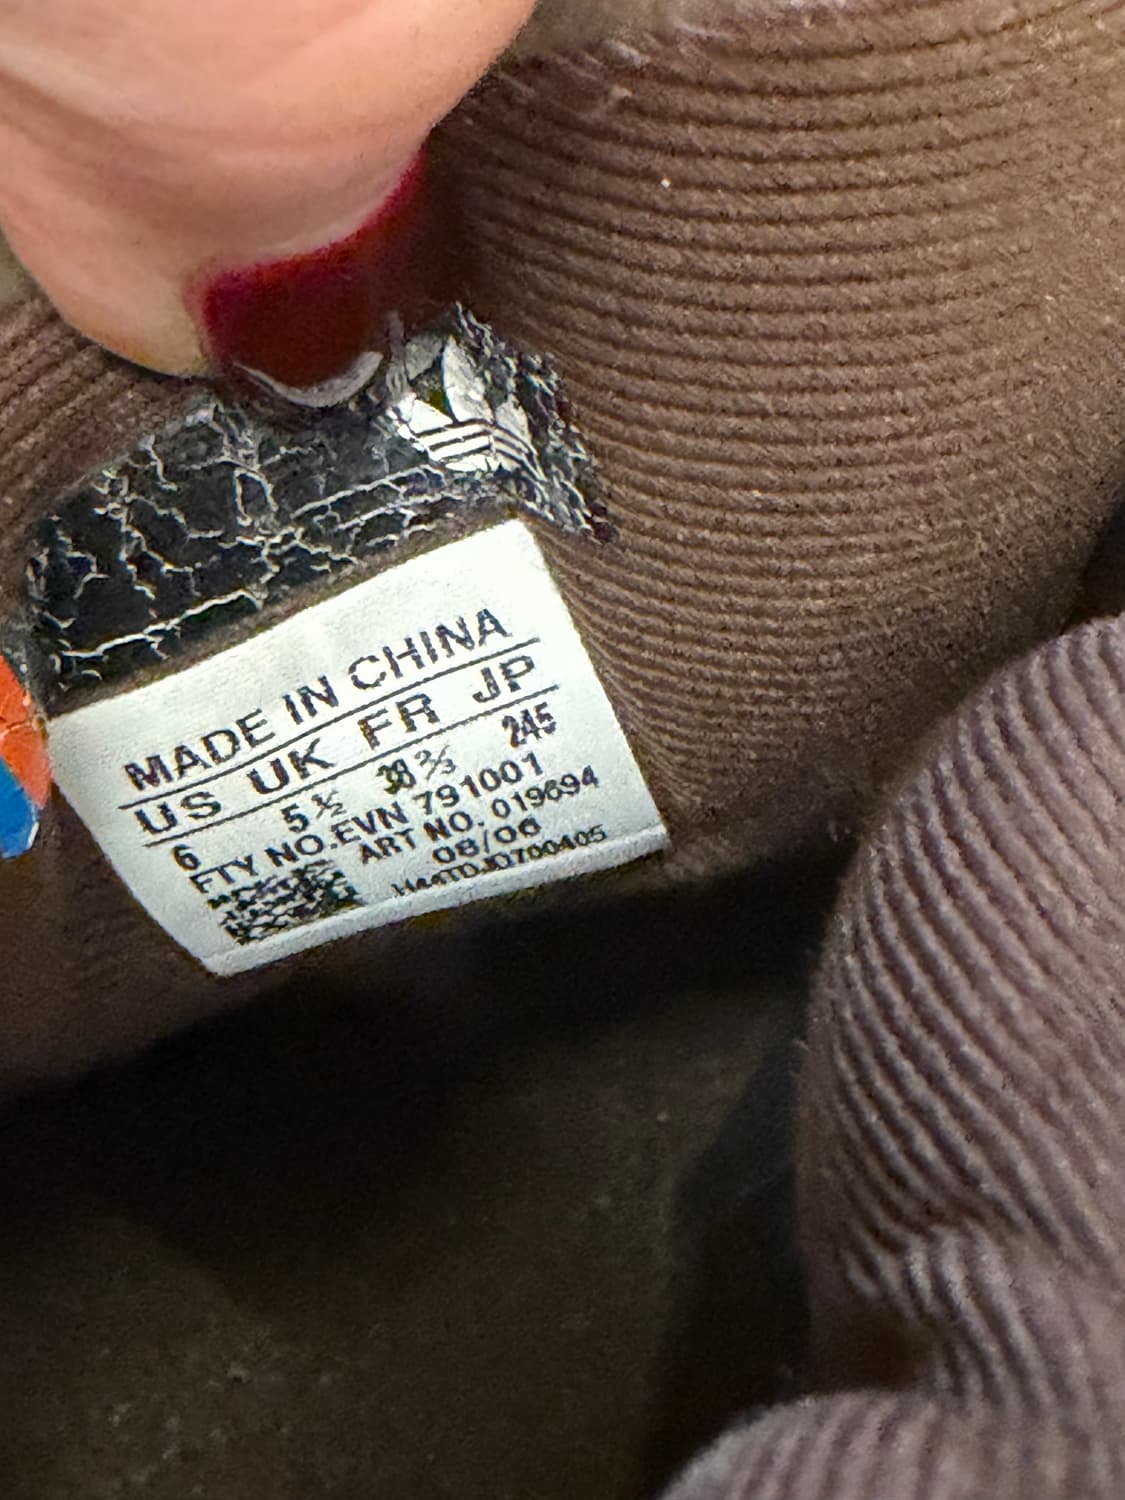 MADE IN CHINA
US UK FR JP
6 5½ 38⅔ 245
FTY NO.EVN 791001
ART NO. 019694
08/06
H44TDJD700405